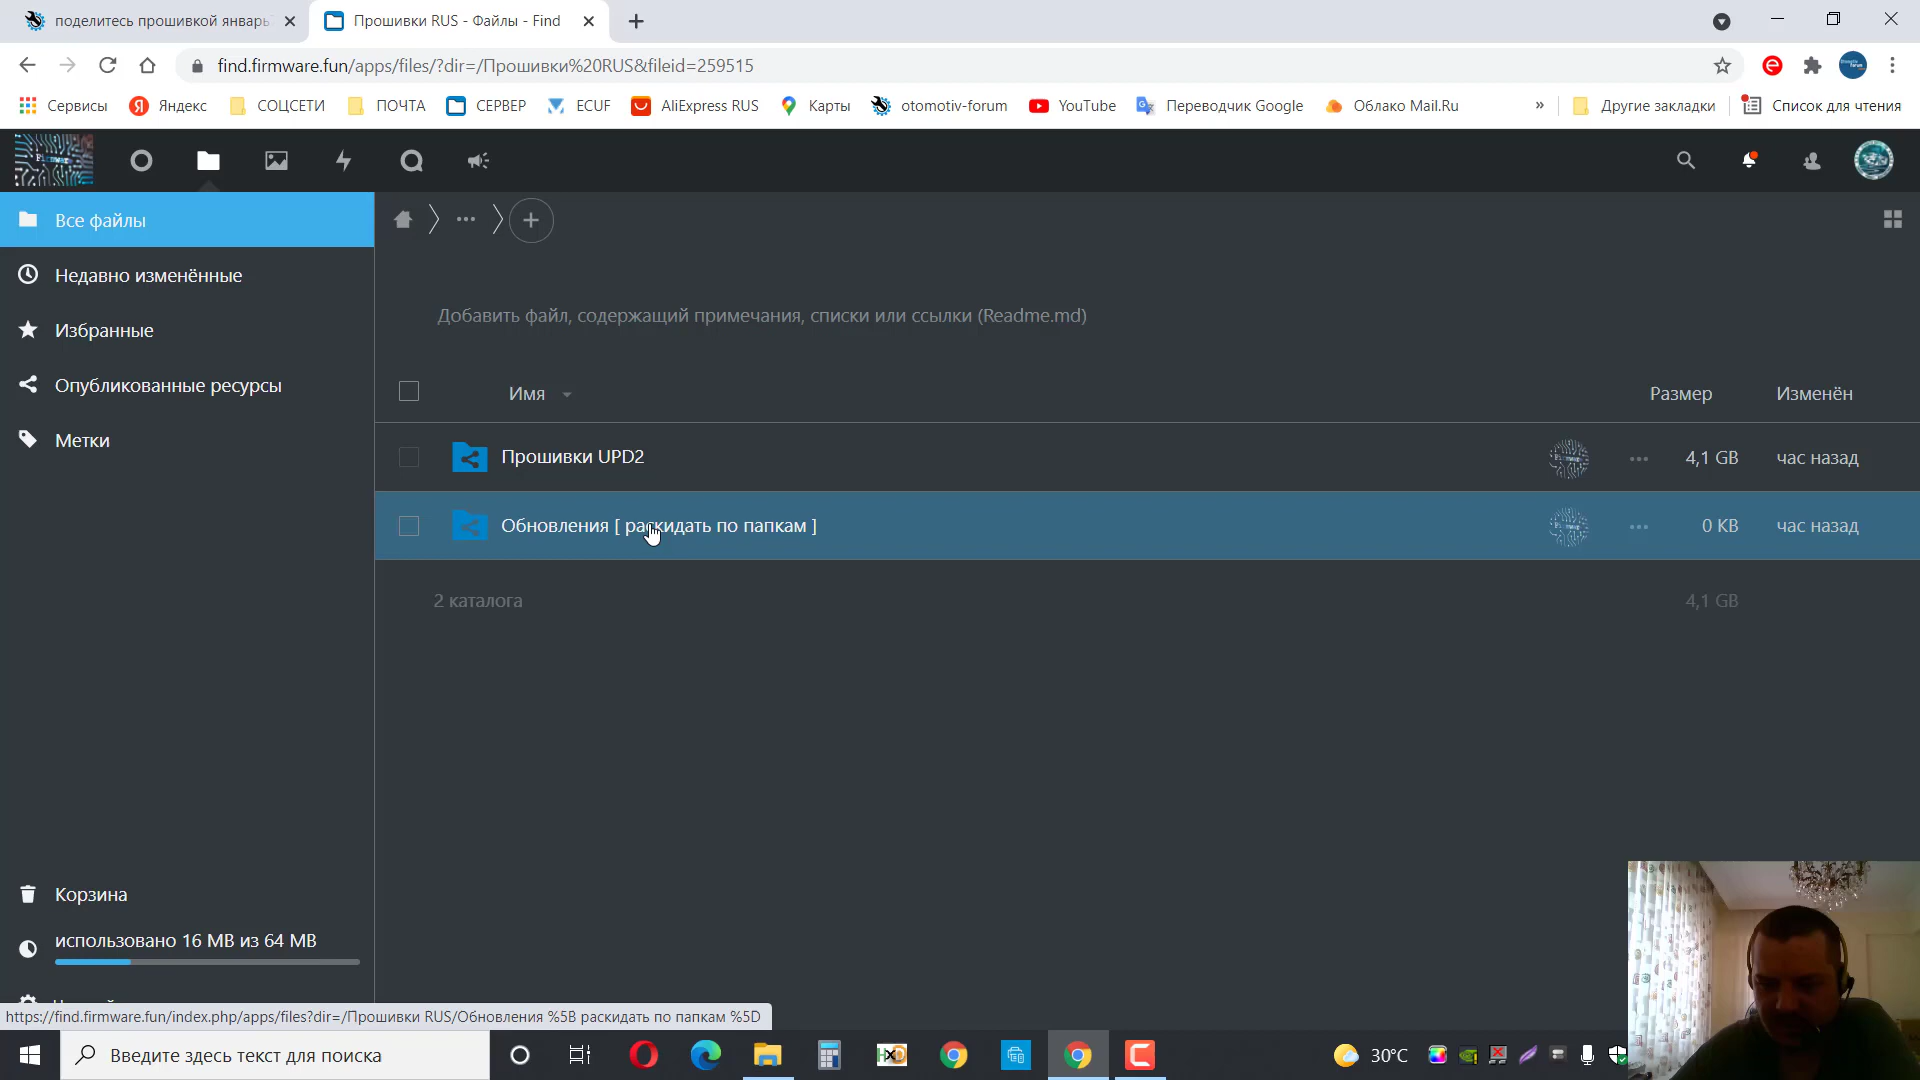 поделитесь прошивкой январь
Прошивки RUS - Файлы - Find
find.firmware.fun/apps/files/?dir=/Прошивки%20RUS&fileid=259515
Сервисы
Яндекс
СОЦСЕТИ
ПОЧТА
СЕРВЕР
ECUF
AliExpress RUS
Карты
otomotiv-forum
YouTube
Переводчик Google
Облако Mail.Ru
»
Другие закладки
Список для чтения
Все файлы
Недавно изменённые
Избранные
Опубликованные ресурсы
Метки
Добавить файл, содержащий примечания, списки или ссылки (Readme.md)
Имя
Размер
Изменён
Прошивки UPD2
4,1 GB
час назад
Обновления [ раскидать по папкам ]
0 KB
час назад
2 каталога
4,1 GB
Корзина
использовано 16 MB из 64 MB
https://find.firmware.fun/index.php/apps/files?dir=/Прошивки RUS/Обновления %5B раскидать по папкам %5D
Введите здесь текст для поиска
30°C